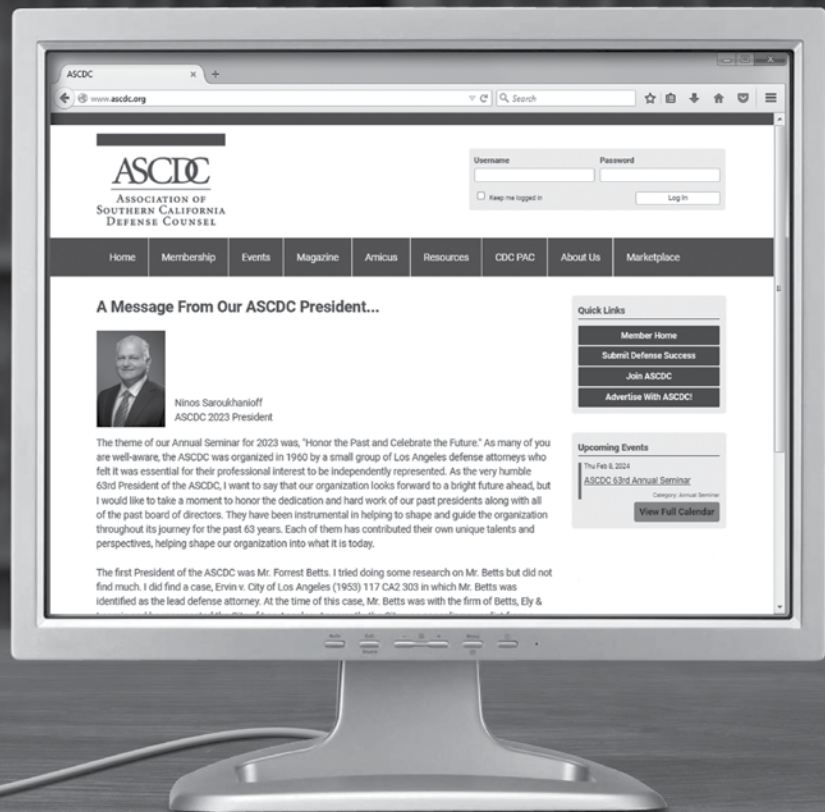 ASCDC
www.ascdc.org
Search
ASCDC
ASSOCIATION OF
SOUTHERN CALIFORNIA
DEFENSE COUNSEL
Username
Password
Keep me logged in
Log In
Home
Membership
Events
Magazine
Amicus
Resources
CDC PAC
About Us
Marketplace
A Message From Our ASCDC President...
Ninos Saroukhanioff
ASCDC 2023 President
The theme of our Annual Seminar for 2023 was, "Honor the Past and Celebrate the Future." As many of you
are well-aware, the ASCDC was organized in 1960 by a small group of Los Angeles defense attorneys who
felt it was essential for their professional interest to be independently represented. As the very humble
63rd President of the ASCDC, I want to say that our organization looks forward to a bright future ahead, but
I would like to take a moment to honor the dedication and hard work of our past presidents along with all
of the past board of directors. They have been instrumental in helping to shape and guide the organization
throughout its journey for the past 63 years. Each of them has contributed their own unique talents and
perspectives, helping shape our organization into what it is today.
The first President of the ASCDC was Mr. Forrest Betts. I tried doing some research on Mr. Betts but did not
find much. I did find a case, Ervin v. City of Los Angeles (1953) 117 CA2 303 in which Mr. Betts was
identified as the lead defense attorney. At the time of this case, Mr. Betts was with the firm of Betts, Ely &
Quick Links
Member Home
Submit Defense Success
Join ASCDC
Advertise With ASCDC!
Upcoming Events
Thu Feb 8, 2024
ASCDC 63rd Annual Seminar
Category: Annual Seminar
View Full Calendar
Auto
Exit
Menu